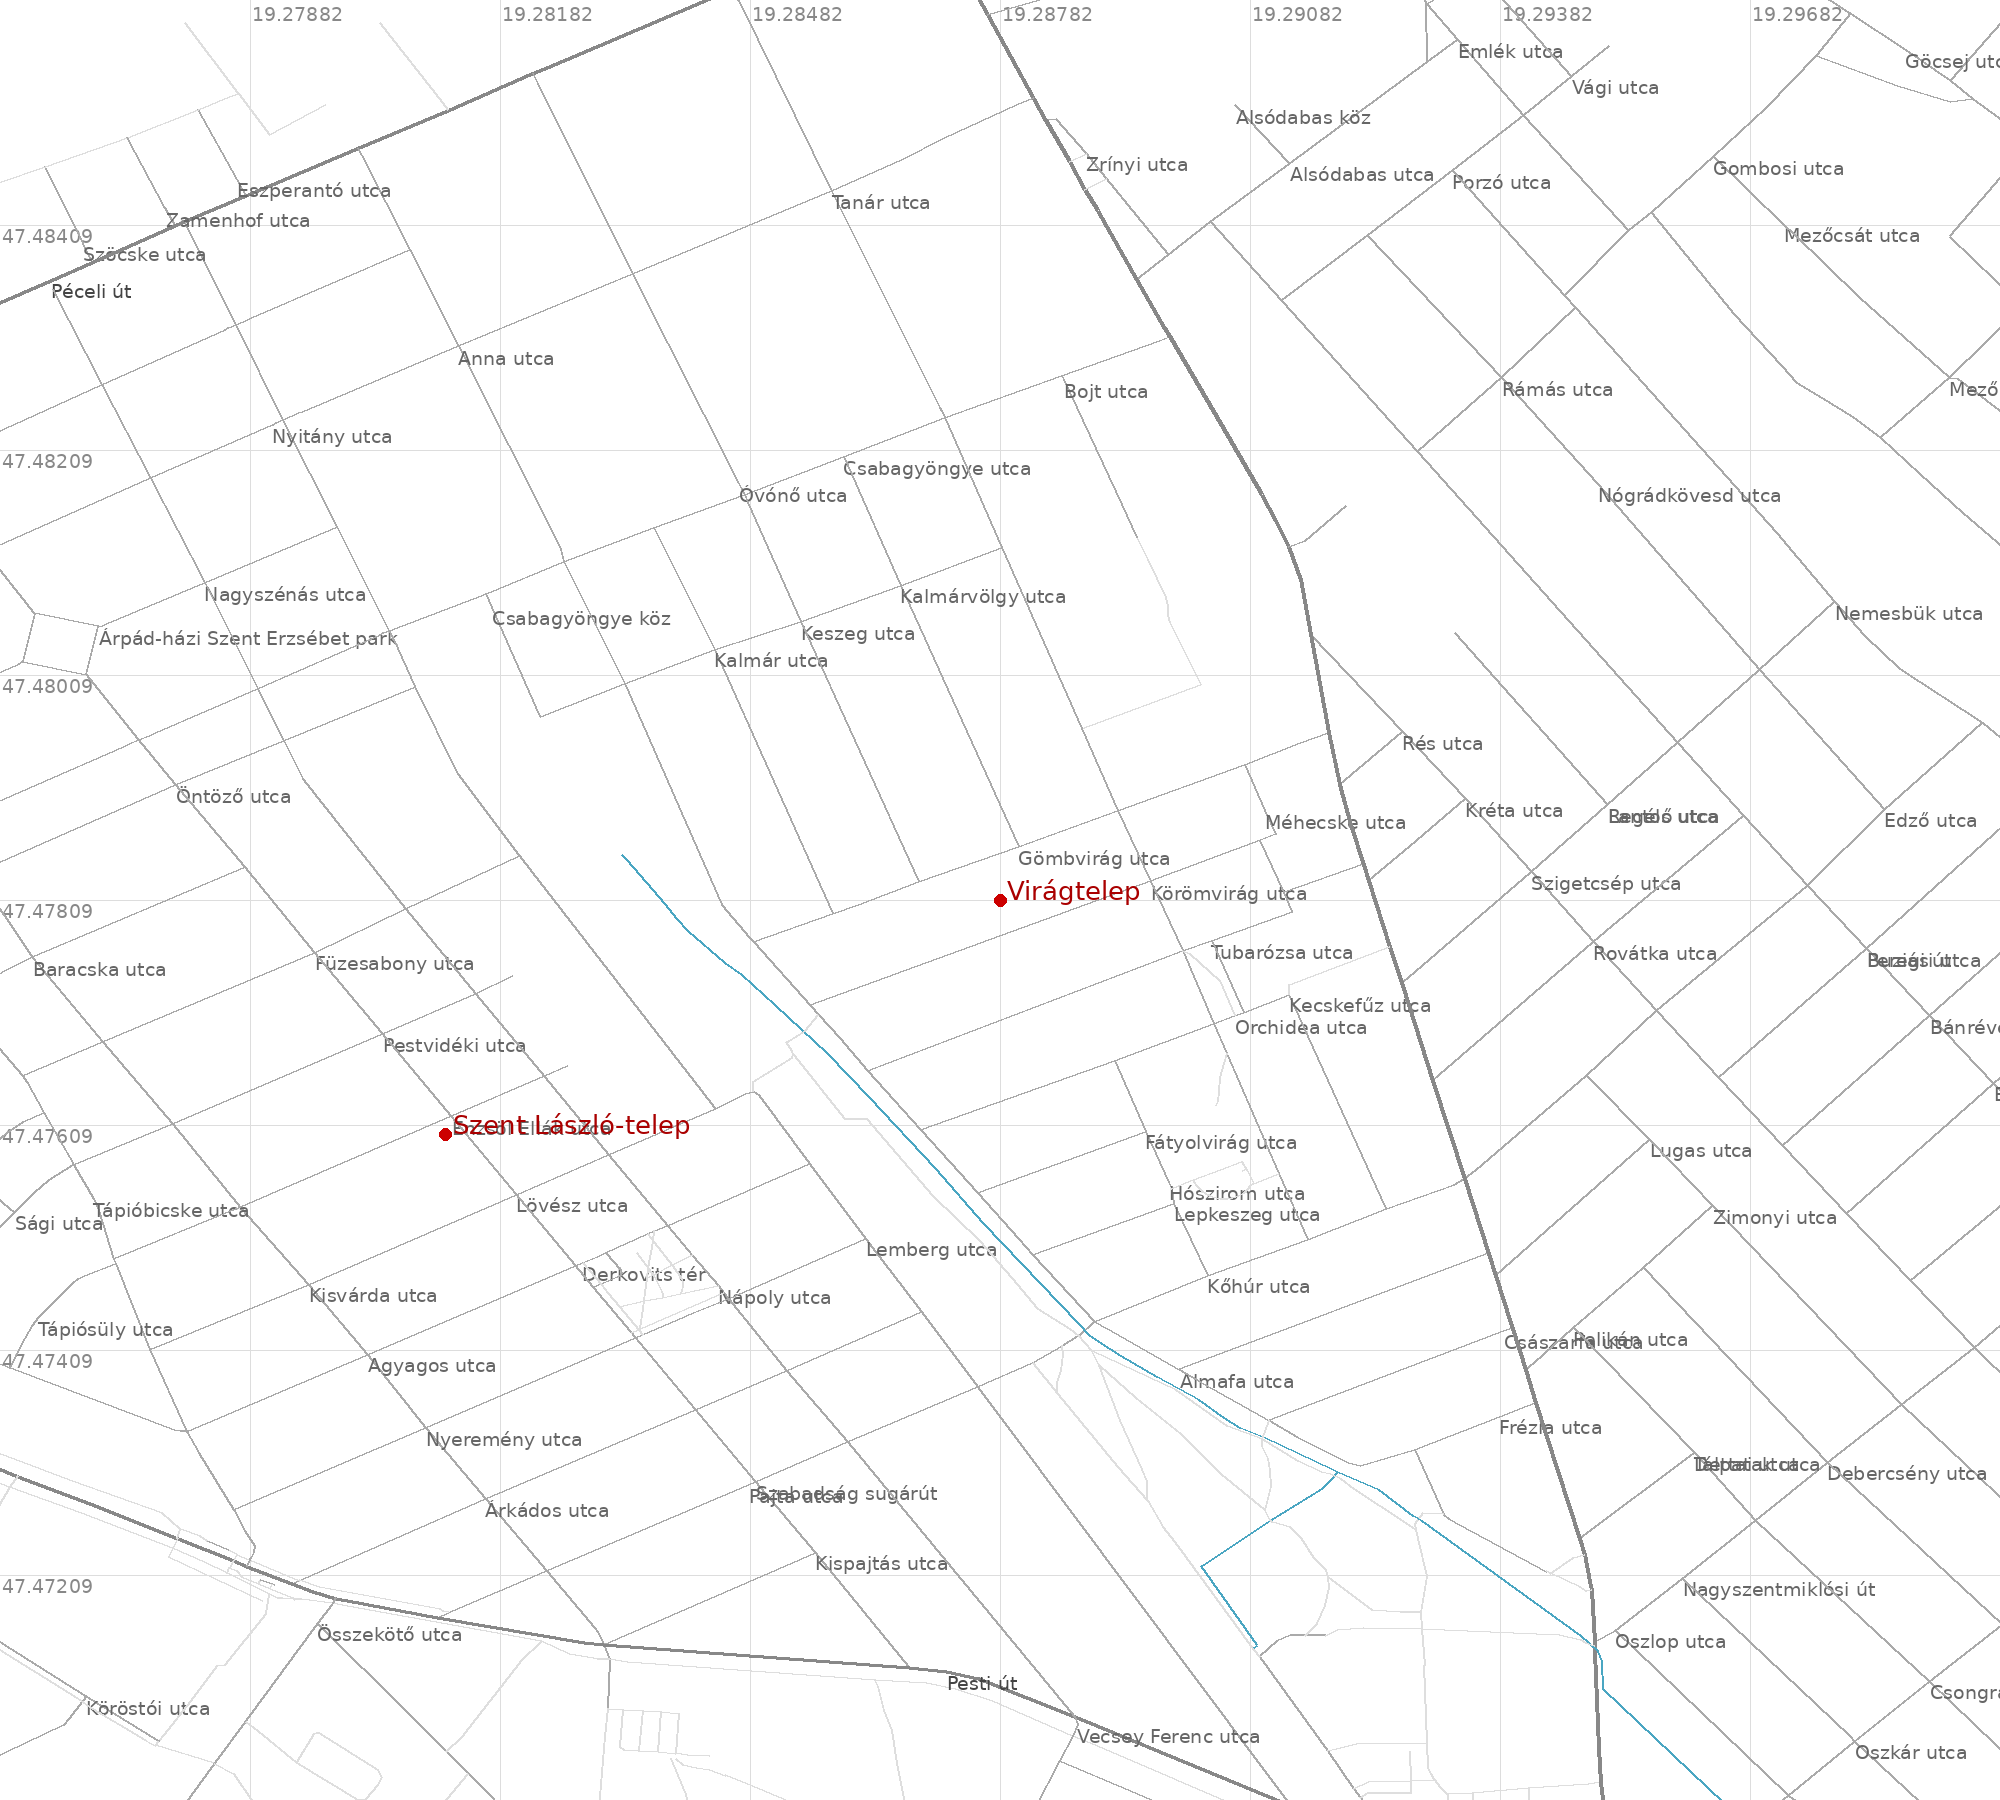 19.27882
19.28182
19.28482
19.28782
19.29082
19.29382
19.29682
Emlék utca
Göcsej utc
Vági utca
Alsódabas köz
Zrínyi utca
Gombosi utca
Alsódabas utca
Porzó utca
Eszperantó utca
Tanár utca
Zamenhof utca
47.48409
Mezőcsát utca
Szöcske utca
Péceli út
Anna utca
Bojt utca
Rámás utca
Mező
Nyitány utca
47.48209
Csabagyöngye utca
Óvónő utca
Nógrádkövesd utca
Nagyszénás utca
Kalmárvölgy utca
Nemesbük utca
Csabagyöngye köz
Árpád-házi Szent Erzsébet park
Keszeg utca
Kalmár utca
47.48009
Rés utca
Öntöző utca
Kréta utca
Méhecske utca
Edző utca
Gömbvirág utca
Szigetcsép utca
Virágtelep
Körömvirág utca
47.47809
Tubarózsa utca
Rovátka utca
Baracska utca
Füzesabony utca
Kecskefűz utca
Orchidea utca
Bánréve
Pestvidéki utca
Szent László-telep
47.47609
Fátyolvirág utca
Lugas utca
Hószirom utca
Lövész utca
Tápióbicske utca
Lepkeszeg utca
Zimonyi utca
Sági utca
Lemberg utca
Derkovits tér
Kőhúr utca
Kisvárda utca
Nápoly utca
Tápiósüly utca
Palikán utca
47.47409
Agyagos utca
Almafa utca
Frézia utca
Nyeremény utca
Debercsény utca
Szabadság sugárút
Pajta utca
Árkádos utca
Kispajtás utca
47.47209
Nagyszentmiklósi út
Összekötő utca
Oszlop utca
Pesti út
Csongrá
Köröstói utca
Vecsey Ferenc utca
Oszkár utca